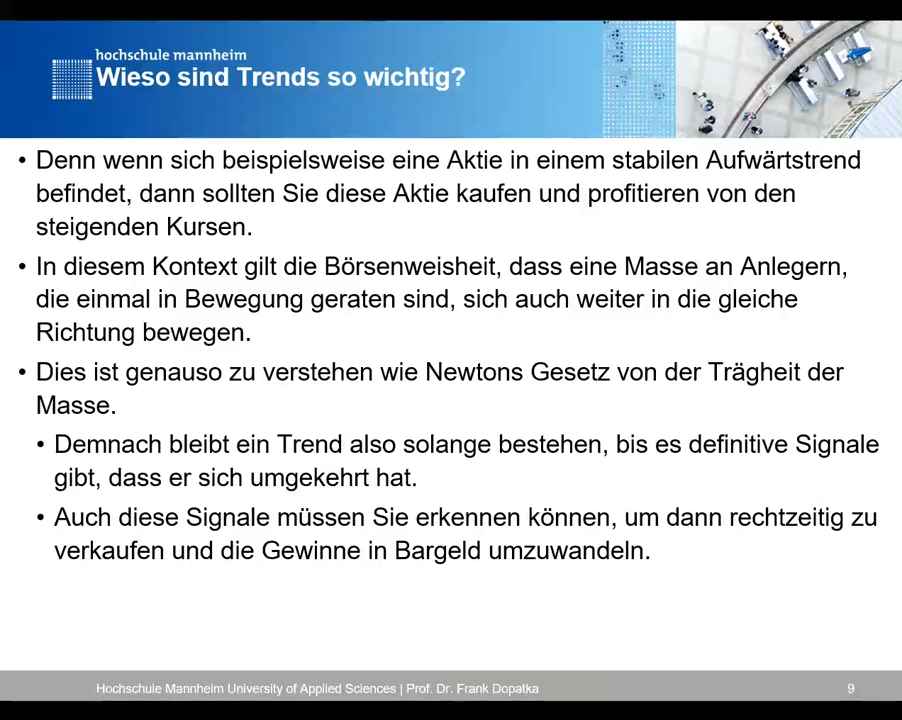 hochschule mannheim
Wieso sind Trends so wichtig?
• Denn wenn sich beispielsweise eine Aktie in einem stabilen Aufwärtstrend
befindet, dann sollten Sie diese Aktie kaufen und profitieren von den
steigenden Kursen.
• In diesem Kontext gilt die Börsenweisheit, dass eine Masse an Anlegern,
die einmal in Bewegung geraten sind, sich auch weiter in die gleiche
Richtung bewegen.
• Dies ist genauso zu verstehen wie Newtons Gesetz von der Trägheit der
Masse.
• Demnach bleibt ein Trend also solange bestehen, bis es definitive Signale
gibt, dass er sich umgekehrt hat.
• Auch diese Signale müssen Sie erkennen können, um dann rechtzeitig zu
verkaufen und die Gewinne in Bargeld umzuwandeln.
Hochschule Mannheim University of Applied Sciences | Prof. Dr. Frank Dopatka
9